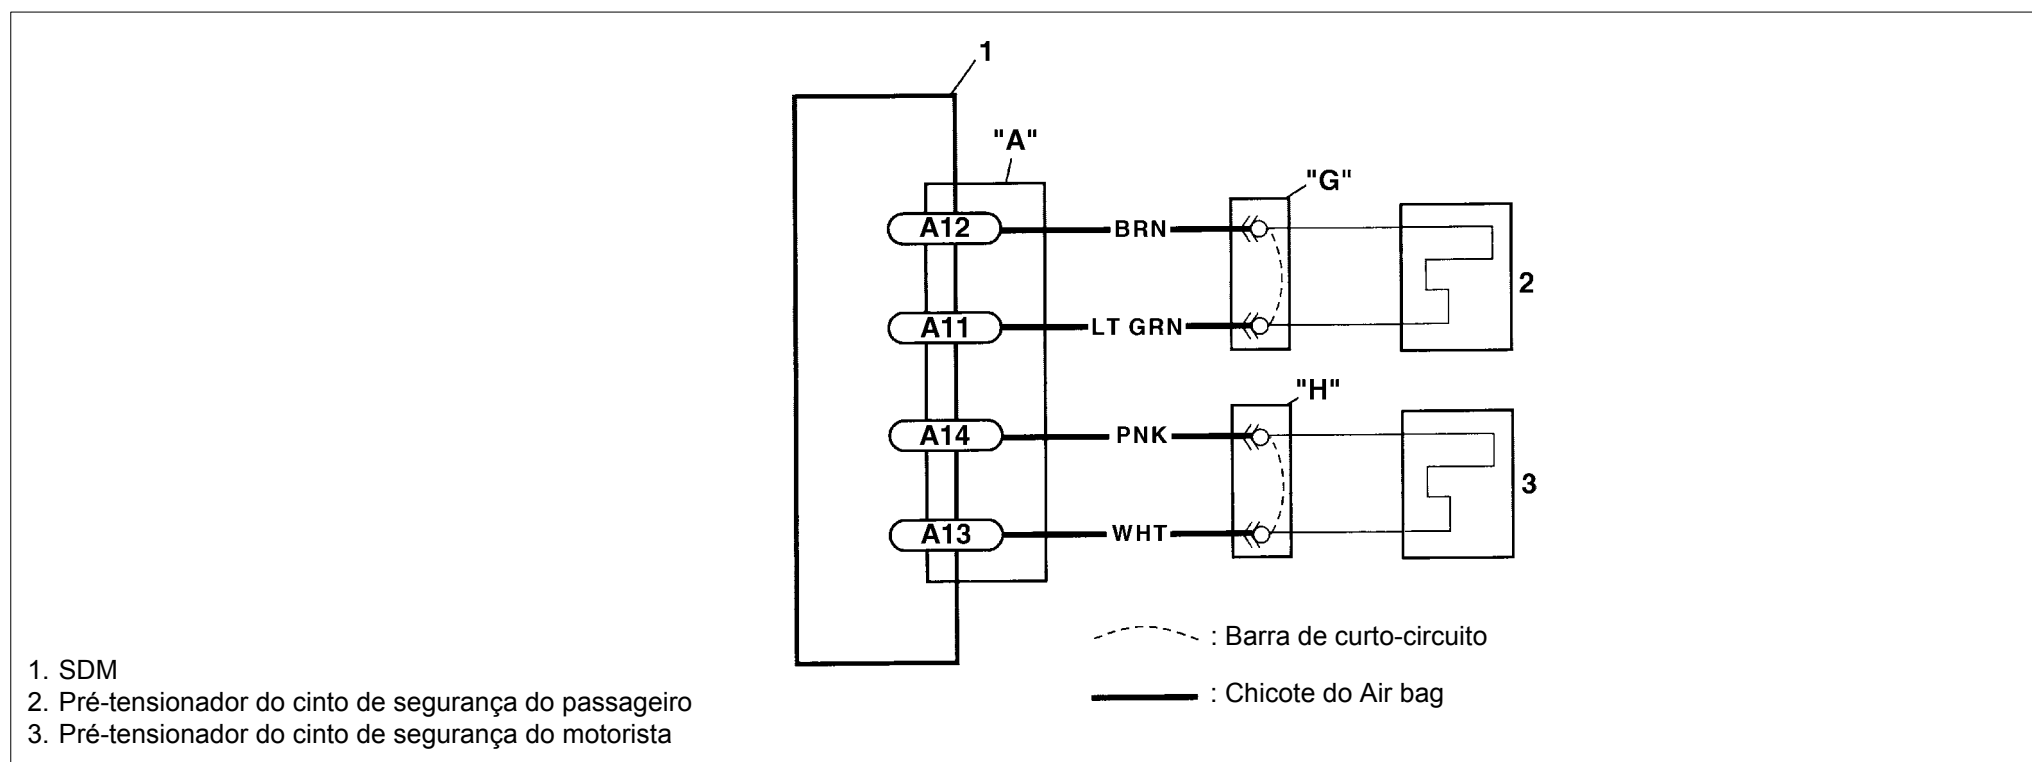 1
"A"
"G"
A12
BRN
2
A11
LT GRN
"H"
A14
PNK
3
A13
WHT
: Barra de curto-circuito
: Chicote do Air bag
1. SDM
2. Pré-tensionador do cinto de segurança do passageiro
3. Pré-tensionador do cinto de segurança do motorista